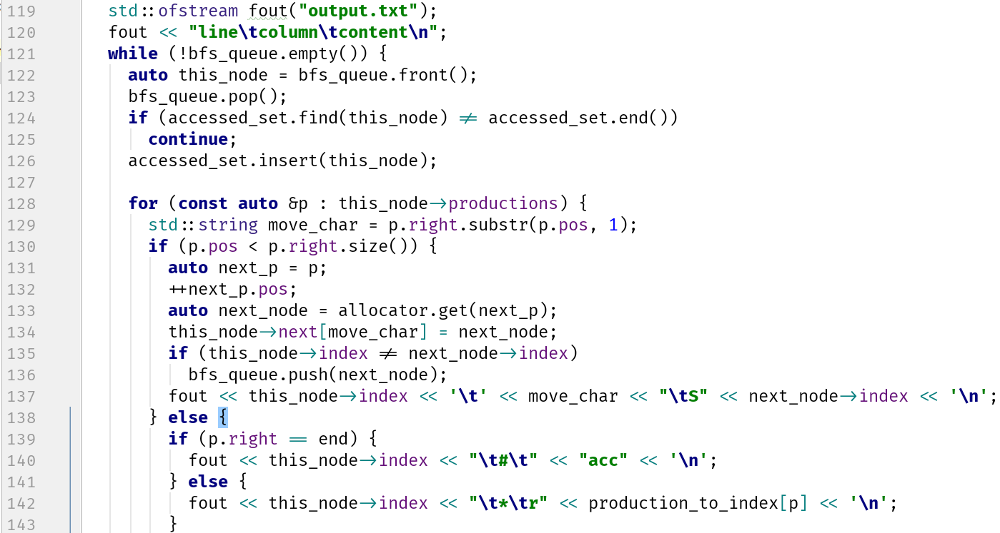 119 std::ofstream fout("output.txt");
120 fout << "line\tcolumn\tcontent\n";
121 while (!bfs_queue.empty()) {
122 auto this_node = bfs_queue.front();
123 bfs_queue.pop();
124 if (accessed_set.find(this_node) != accessed_set.end())
125 continue;
126 accessed_set.insert(this_node);
127
128 for (const auto &p : this_node->productions) {
129 std::string move_char = p.right.substr(p.pos, 1);
130 if (p.pos < p.right.size()) {
131 auto next_p = p;
132 ++next_p.pos;
133 auto next_node = allocator.get(next_p);
134 this_node->next[move_char] = next_node;
135 if (this_node->index != next_node->index)
136 bfs_queue.push(next_node);
137 fout << this_node->index << '\t' << move_char << "\tS" << next_node->index << '\n';
138 } else {
139 if (p.right == end) {
140 fout << this_node->index << "\t#\t" << "acc" << '\n';
141 } else {
142 fout << this_node->index << "\t*\tr" << production_to_index[p] << '\n';
143 }